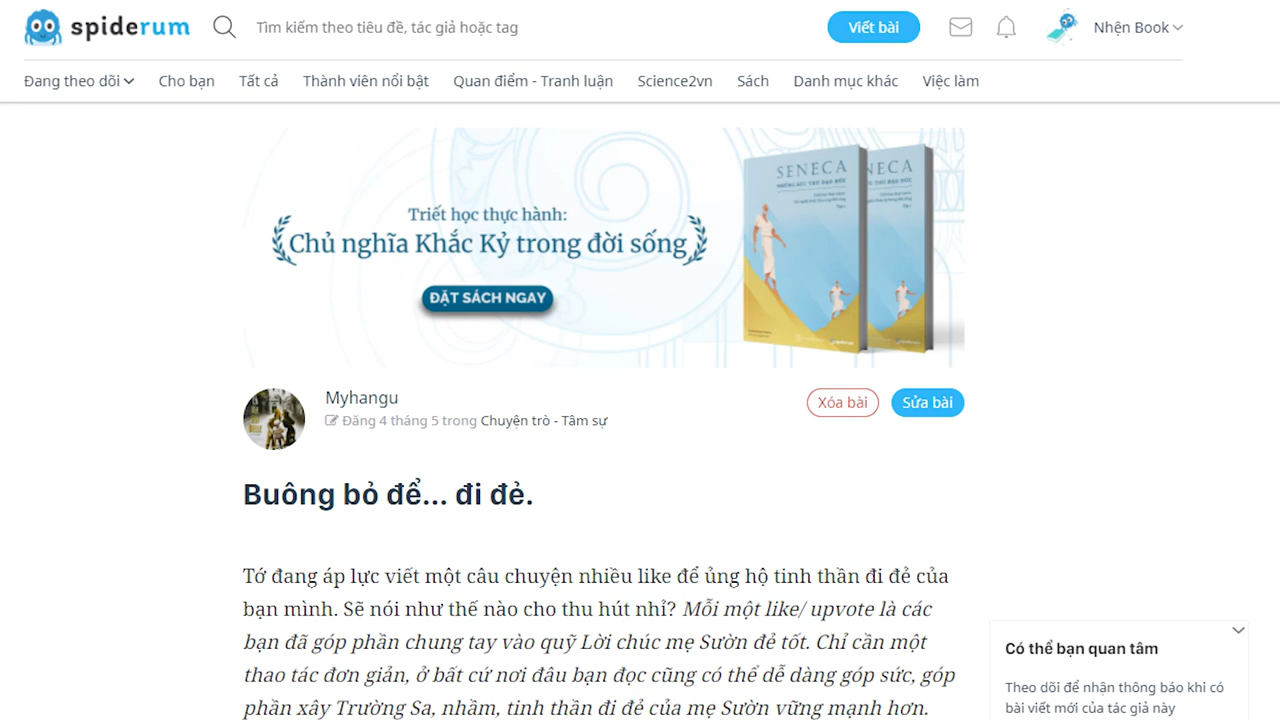 spiderum
Tìm kiếm theo tiêu đề, tác giả hoặc tag
Viết bài
Nhện Book
Đang theo dõi
Cho bạn
Tất cả
Thành viên nổi bật
Quan điểm - Tranh luận
Science2vn
Sách
Danh mục khác
Việc làm
Triết học thực hành:
Chủ nghĩa Khắc Kỷ trong đời sống
ĐẶT SÁCH NGAY
SENECA
NHỮNG BỨC THƯ ĐẠO ĐỨC
NECA
Myhangu
Đăng 4 tháng 5 trong Chuyện trò - Tâm sự
Xóa bài
Sửa bài
Buông bỏ để... đi đẻ.
Tớ đang áp lực viết một câu chuyện nhiều like để ủng hộ tinh thần đi đẻ của
bạn mình. Sẽ nói như thế nào cho thu hút nhỉ? Mỗi một like/ upvote là các
bạn đã góp phần chung tay vào quỹ Lời chúc mẹ Sườn đẻ tốt. Chỉ cần một
thao tác đơn giản, ở bất cứ nơi đâu bạn đọc cũng có thể dễ dàng góp sức, góp
phần xây Trường Sa, nhầm, tinh thần đi đẻ của mẹ Sườn vững mạnh hơn.
Có thể bạn quan tâm
Theo dõi để nhận thông báo khi có
bài viết mới của tác giả này